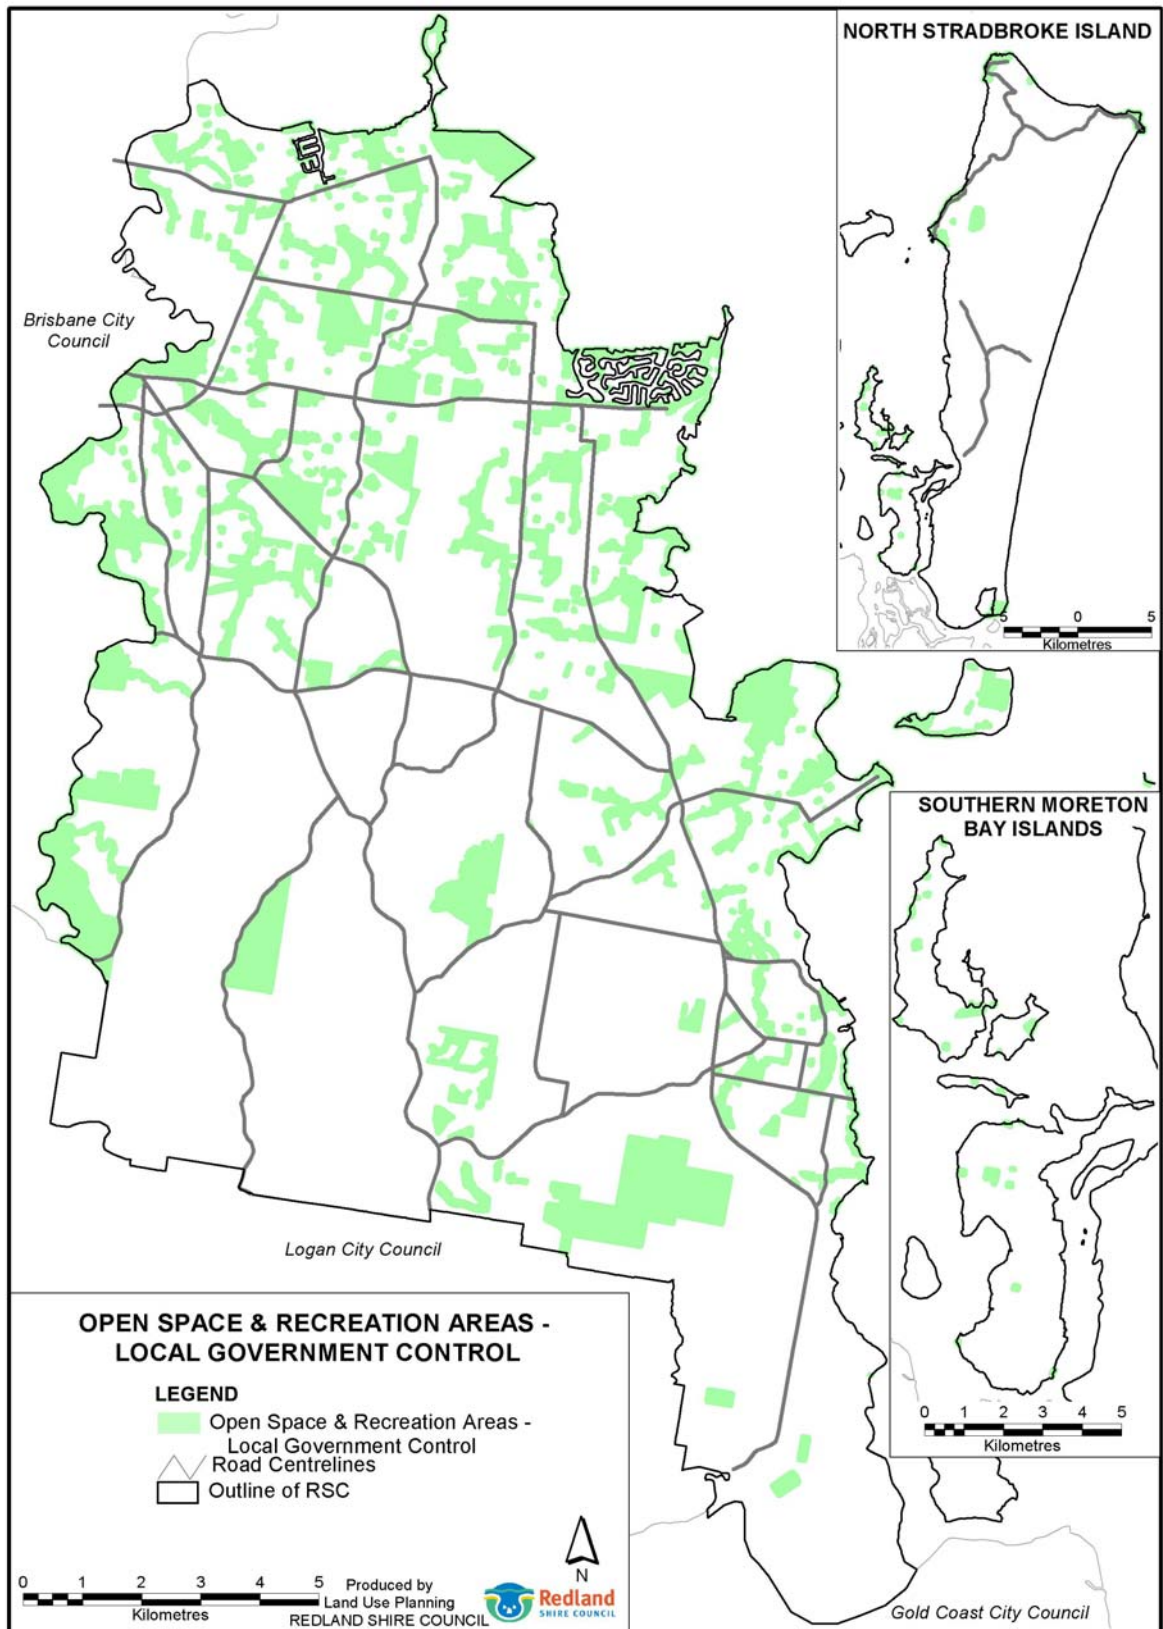 NORTH STRADBROKE ISLAND
Brisbane City
Council
5 0 5
Kilometres
SOUTHERN MORETON
BAY ISLANDS
0 1 2 3 4 5
Kilometres
Logan City Council
OPEN SPACE & RECREATION AREAS -
LOCAL GOVERNMENT CONTROL
LEGEND
Open Space & Recreation Areas -
Local Government Control
Road Centrelines
Outline of RSC
N
0 1 2 3 4 5
Kilometres
Produced by
Land Use Planning
REDLAND SHIRE COUNCIL
Redland
SHIRE COUNCIL
Gold Coast City Council